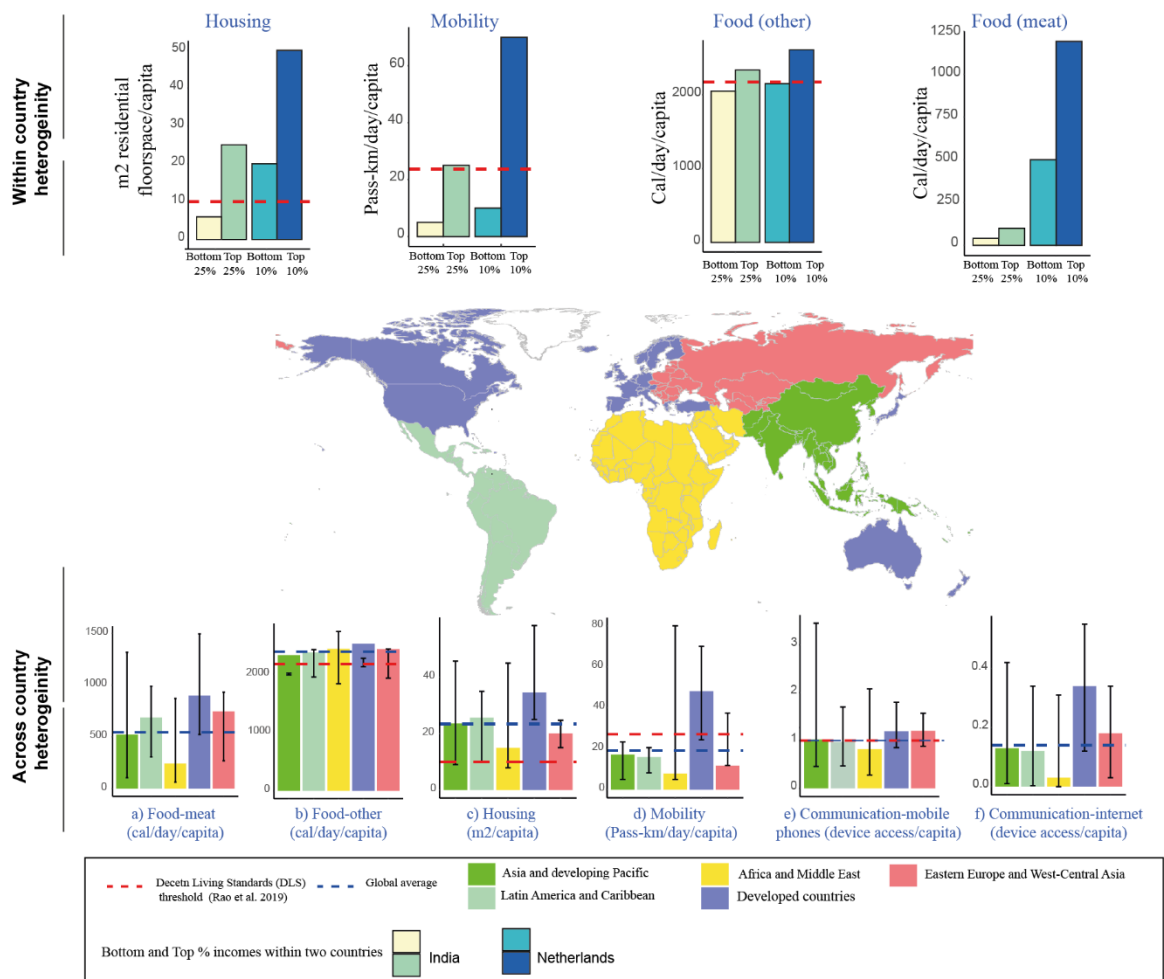 Within country
heterogeinity
Housing
m2 residential
floorspace/capita
50
40
30
20
10
0
Bottom Top Bottom Top
25% 25% 10% 10%
Mobility
Pass-km/day/capita
60
40
20
0
Bottom Top Bottom Top
25% 25% 10% 10%
Food (other)
Cal/day/capita
2000
1000
0
Bottom Top Bottom Top
25% 25% 10% 10%
Food (meat)
Cal/day/capita
1250
1000
750
500
250
0
Bottom Top Bottom Top
25% 25% 10% 10%
Across country
heterogeinity
1500
1000
500
0
a) Food-meat
(cal/day/capita)
2000
1000
0
b) Food-other
(cal/day/capita)
40
20
0
c) Housing
(m2/capita)
80
60
40
20
0
d) Mobility
(Pass-km/day/capita)
3
2
1
0
e) Communication-mobile
phones (device access/capita)
0.4
0.2
0.0
f) Communication-internet
(device access/capita)
Decetn Living Standards (DLS)
threshold (Rao et al. 2019)
Global average
Asia and developing Pacific
Latin America and Caribbean
Africa and Middle East
Developed countries
Eastern Europe and West-Central Asia
Bottom and Top % incomes within two countries
India
Netherlands